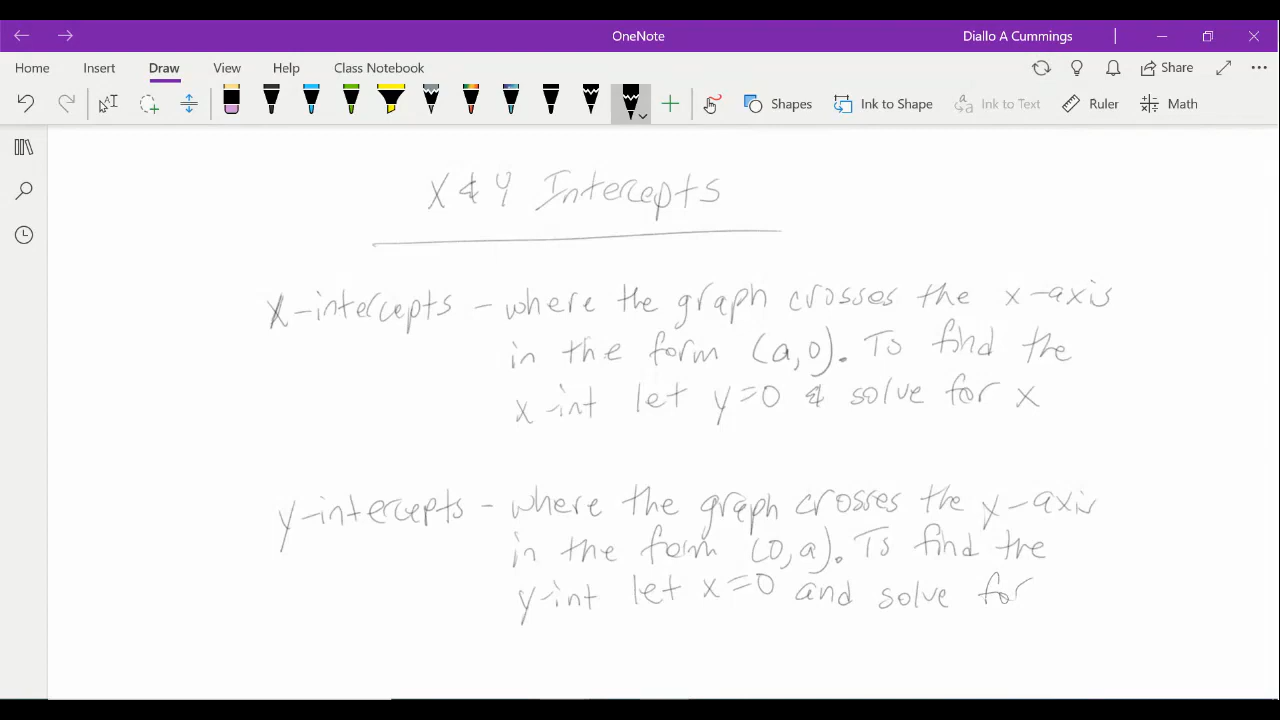 OneNote
Diallo A Cummings
Home Insert Draw View Help Class Notebook
Share
Shapes Ink to Shape Ink to Text Ruler Math
X & Y Intercepts
x-intercepts - where the graph crosses the x-axis
in the form (a,0). To find the
x-int let y=0 & solve for x
y-intercepts - where the graph crosses the y-axis
in the form (0,a). To find the
y-int let x=0 and solve for